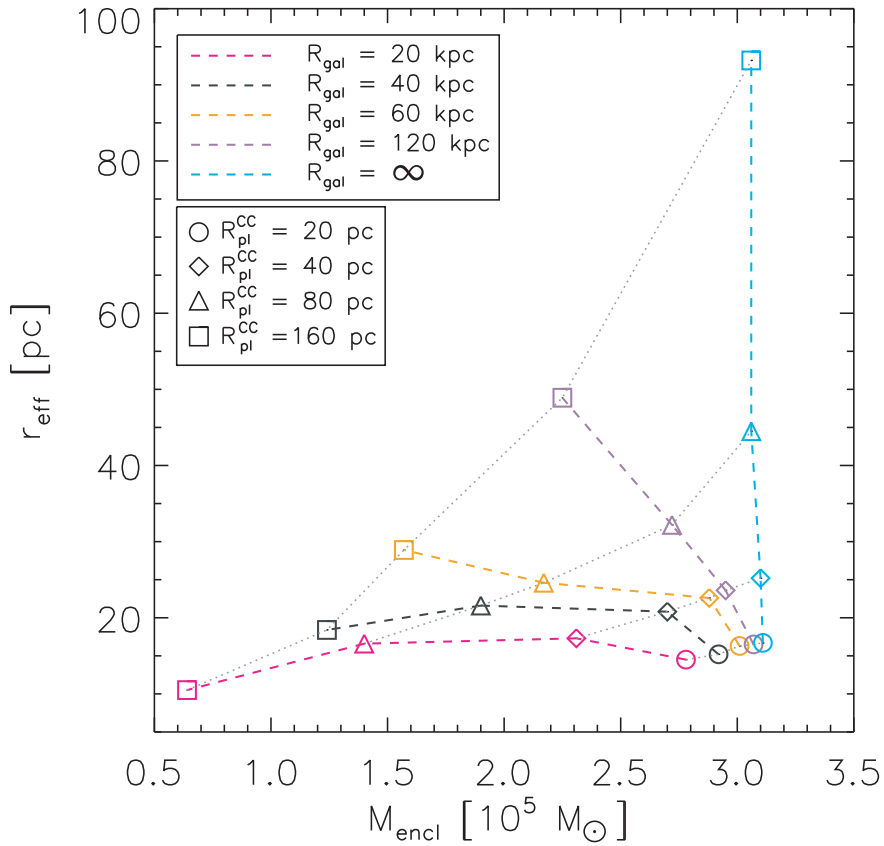 100
80
60
40
20
r_eff [pc]
R_gal = 20 kpc
R_gal = 40 kpc
R_gal = 60 kpc
R_gal = 120 kpc
R_gal = ∞
R_pl^CC = 20 pc
R_pl^CC = 40 pc
R_pl^CC = 80 pc
R_pl^CC =160 pc
0.5 1.0 1.5 2.0 2.5 3.0 3.5
M_encl [10^5 M_⊙]